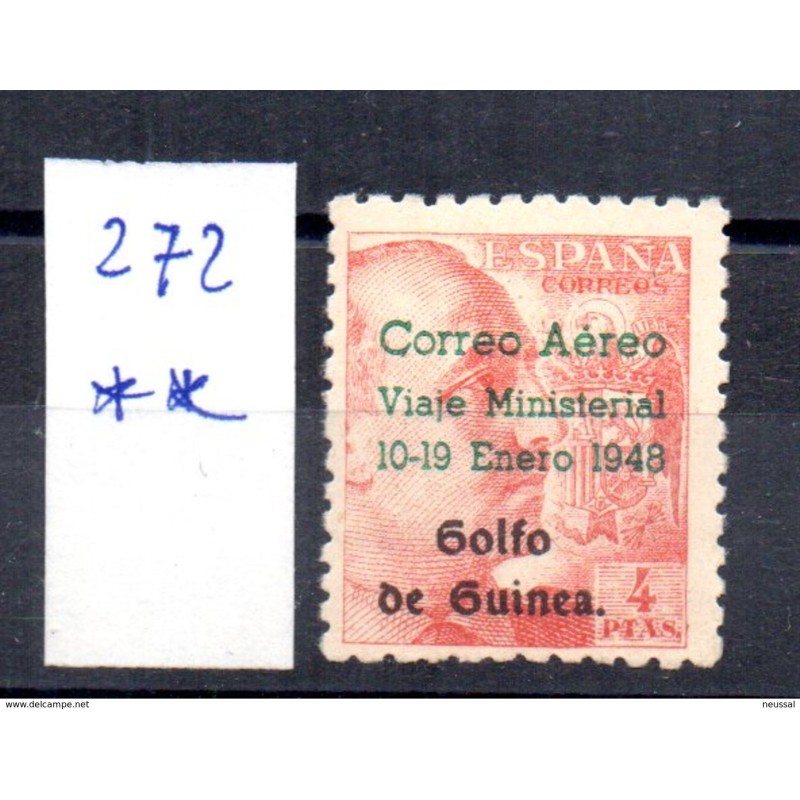 272
**
ESPAÑA
CORREOS
Correo Aéreo
Viaje Ministerial
10-19 Enero 1948
Golfo
de Guinea.
4
PTAS.
www.delcampe.net
neussal